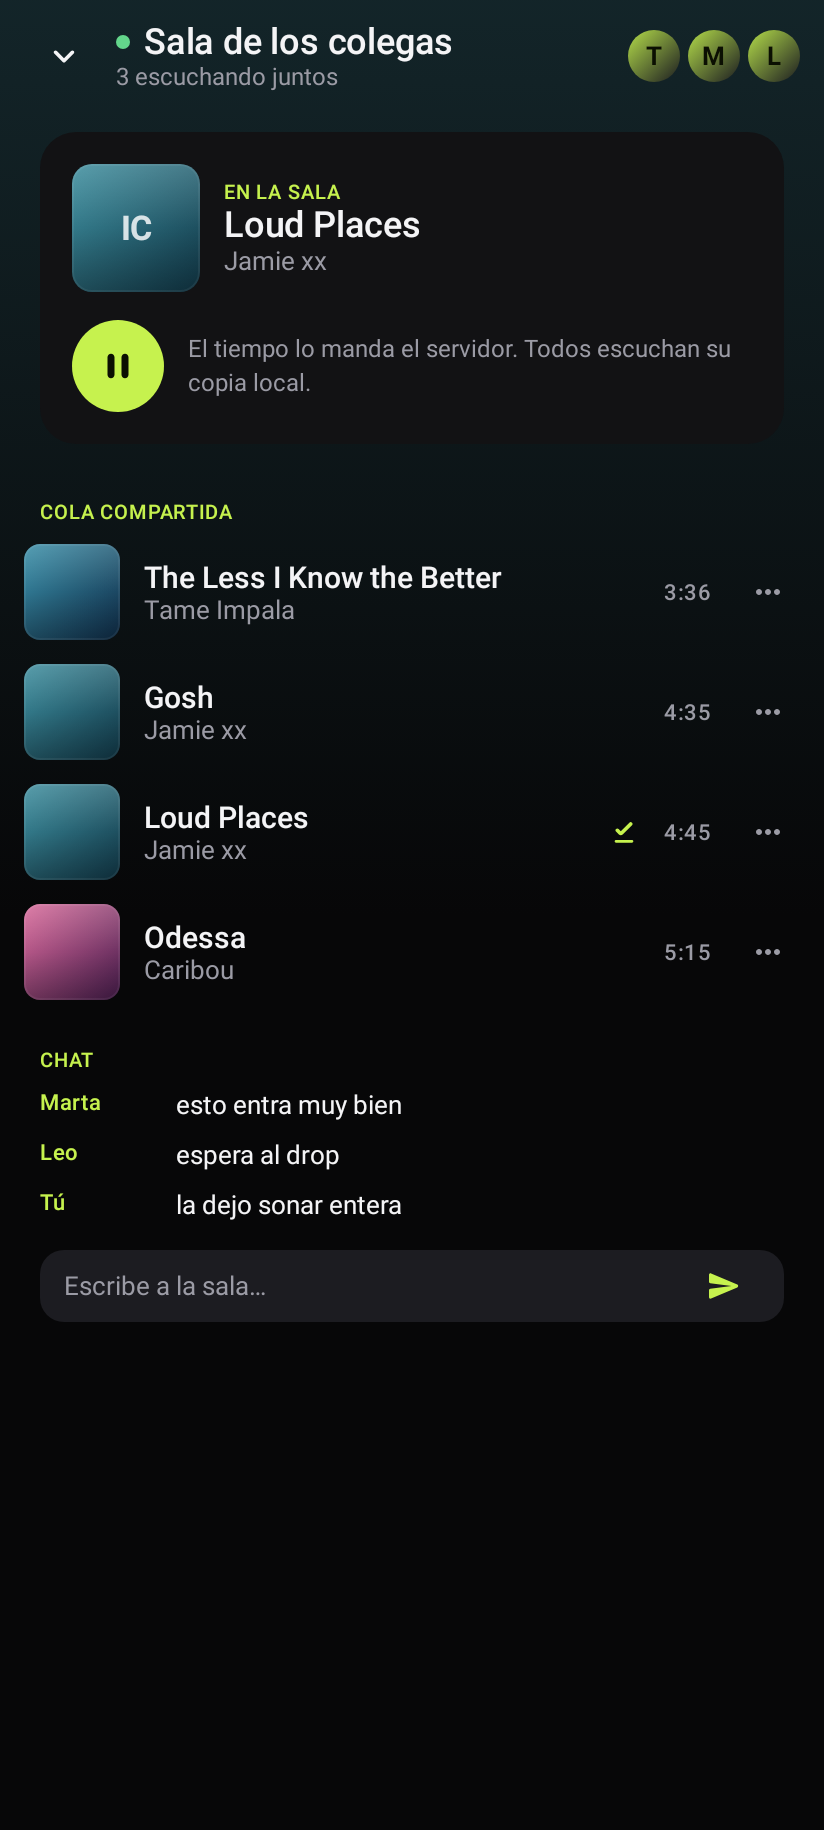 Sala de los colegas
3 escuchando juntos
T M L
IC
EN LA SALA
Loud Places
Jamie xx
El tiempo lo manda el servidor. Todos escuchan su
copia local.
COLA COMPARTIDA
The Less I Know the Better
Tame Impala
3:36
Gosh
Jamie xx
4:35
Loud Places
Jamie xx
4:45
Odessa
Caribou
5:15
CHAT
Marta esto entra muy bien
Leo espera al drop
Tú la dejo sonar entera
Escribe a la sala...